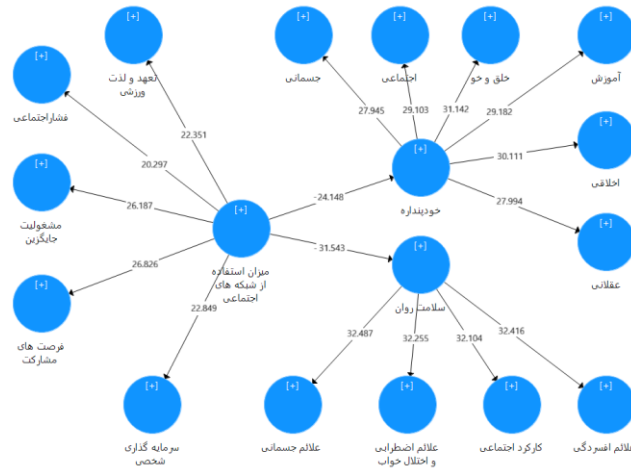 [+]
[+]
[+]
[+]
[+]
تعهد و لذت
ورزشی
جسمانی
اجتماعی
خلق و خو
آموزش
[+]
فشاراجتماعی
22.351
27.945
29.103
31.142
29.182
20.297
[+]
30.111
[+]
اخلاقی
[+]
26.187
-24.148
خودپنداره
27.994
مشغولیت
جایگزین
[+]
[+]
عقلانی
26.826
-31.543
[+]
میزان استفاده
از شبکه های
اجتماعی
[+]
22.849
سلامت روان
فرصت های
مشارکت
32.487
32.255
32.104
32.416
[+]
[+]
[+]
[+]
[+]
سرمایه گذاری
شخصی
علائم جسمانی
علائم اضطرابی
و اختلال خواب
کارکرد اجتماعی
علائم افسردگی